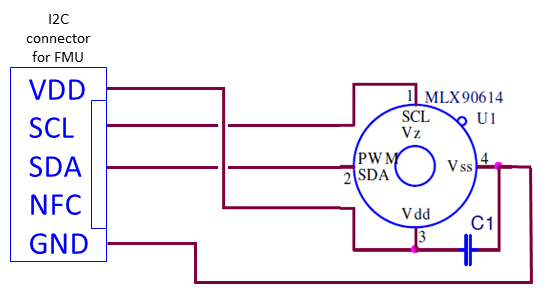 I2C
connector
for FMU
VDD
SCL
SDA
NFC
GND
1
MLX90614
U1
SCL
Vz
PWM
SDA
2
Vss
4
Vdd
3
C1